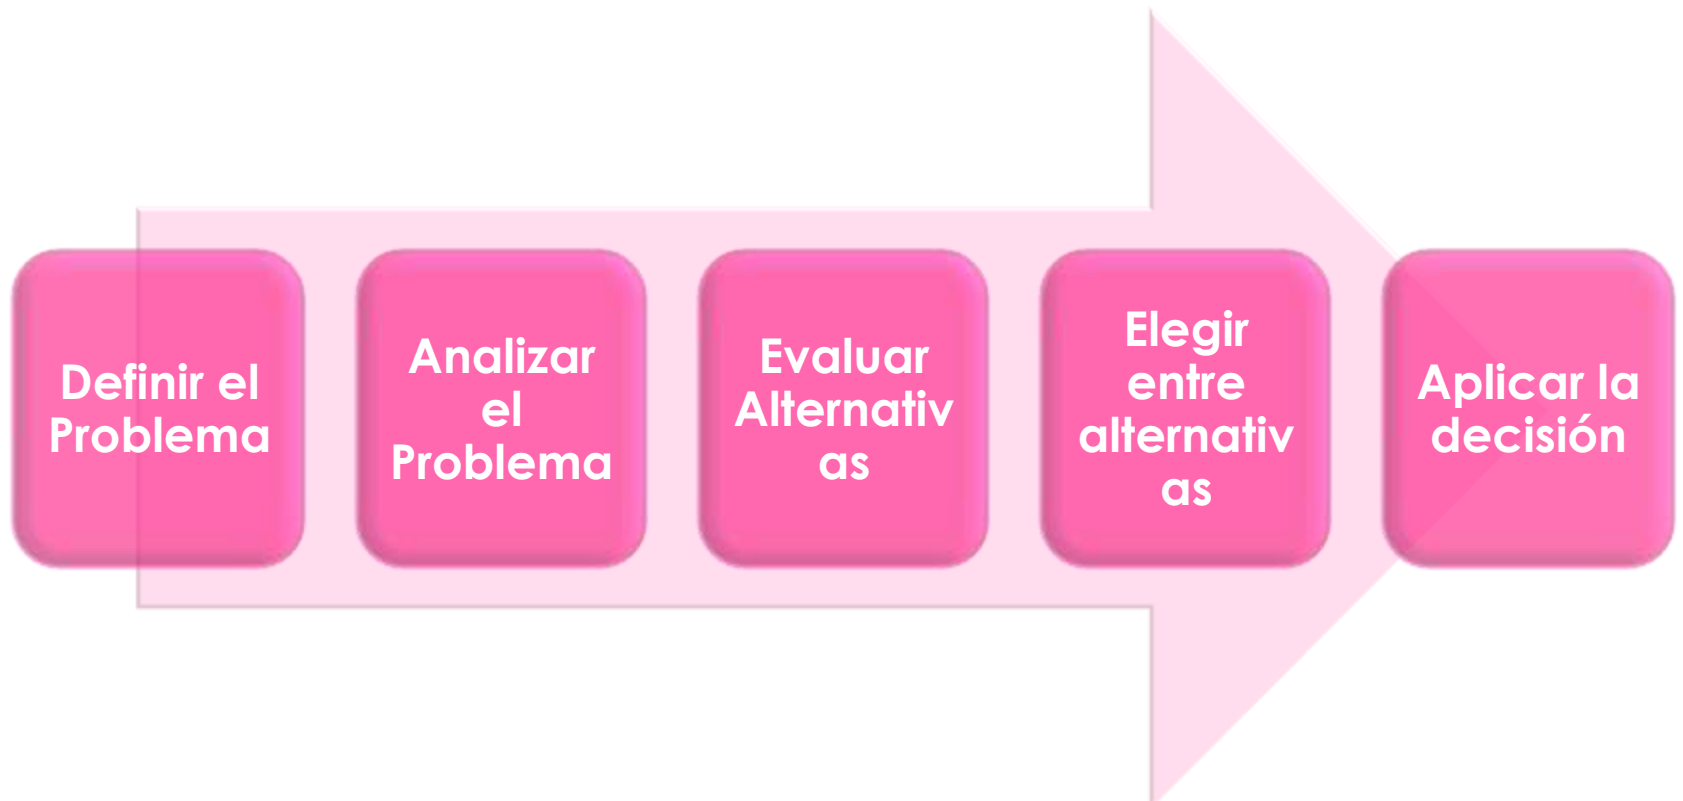 Definir el
Problema
Analizar
el
Problema
Evaluar
Alternativ
as
Elegir
entre
alternativ
as
Aplicar la
decisión